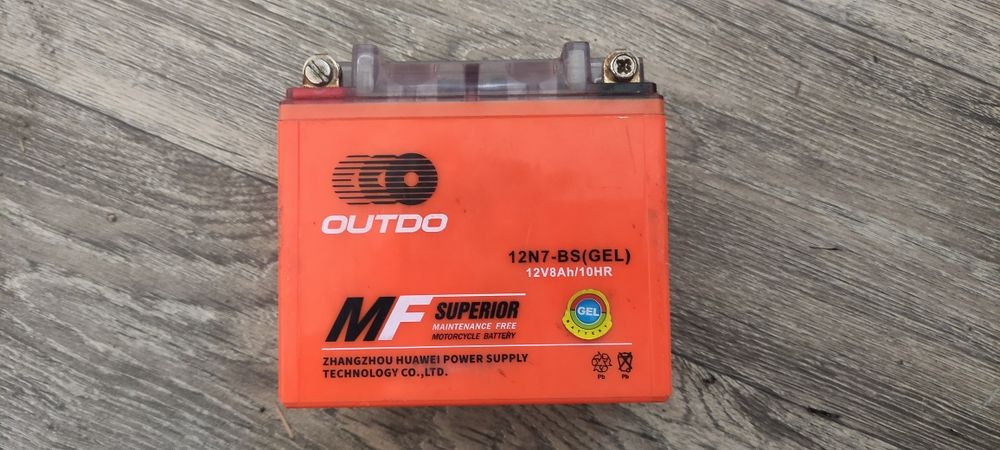 OUTDO
12N7-BS(GEL)
12V8Ah/10HR
MF SUPERIOR
MAINTENANCE FREE
MOTORCYCLE BATTERY
GEL
BATTERY
ZHANGZHOU HUAWEI POWER SUPPLY
TECHNOLOGY CO.,LTD.
Pb Pb